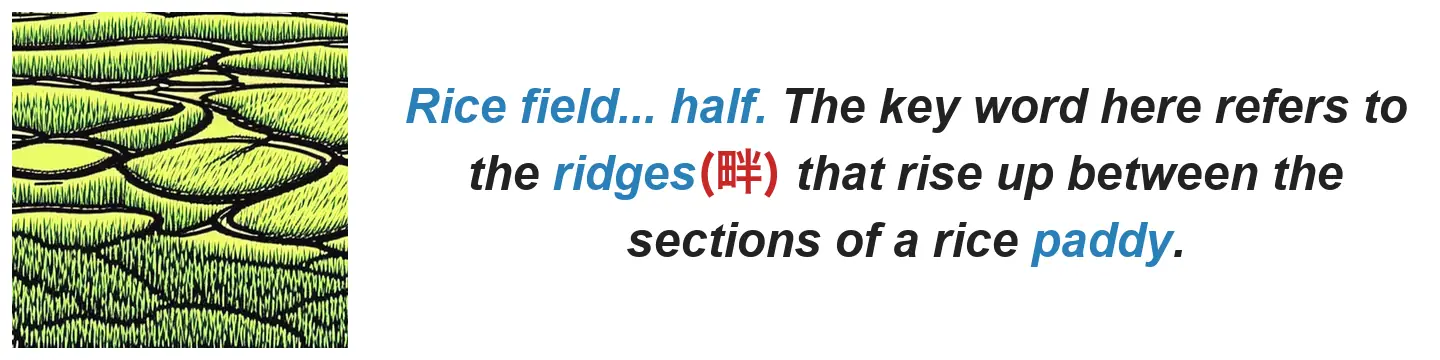 Rice field... half. The key word here refers to
the ridges(畔) that rise up between the
sections of a rice paddy.